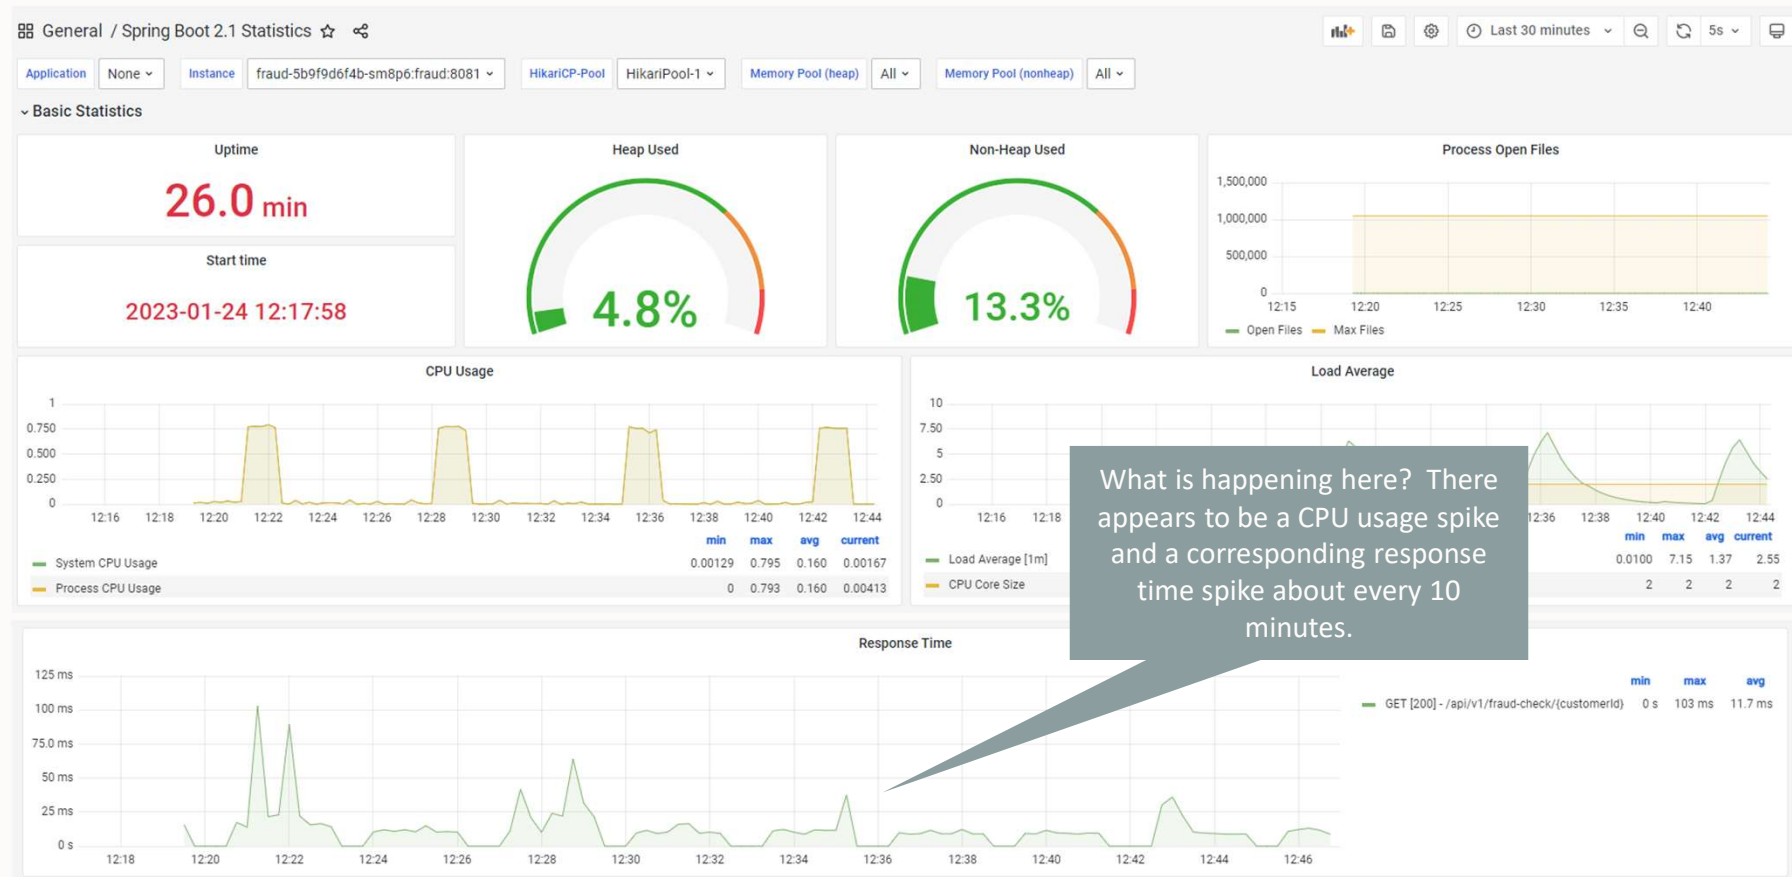 General / Spring Boot 2.1 Statistics
Last 30 minutes
5s
Application None
Instance fraud-5b9f9d6f4b-sm8p6:fraud:8081
HikariCP-Pool HikariPool-1
Memory Pool (heap) All
Memory Pool (nonheap) All
Basic Statistics
Uptime
26.0 min
Start time
2023-01-24 12:17:58
Heap Used
4.8%
Non-Heap Used
13.3%
Process Open Files
1,500,000
1,000,000
500,000
0
12:15 12:20 12:25 12:30 12:35 12:40
Open Files Max Files
CPU Usage
1
0.750
0.500
0.250
0
12:16 12:18 12:20 12:22 12:24 12:26 12:28 12:30 12:32 12:34 12:36 12:38 12:40 12:42 12:44
min max avg current
System CPU Usage 0.00129 0.795 0.160 0.00167
Process CPU Usage 0 0.793 0.160 0.00413
Load Average
10
7.50
5
2.50
0
12:16 12:18 12:36 12:38 12:40 12:42 12:44
min max avg current
Load Average [1m] 0.0100 7.15 1.37 2.55
CPU Core Size 2 2 2 2
What is happening here? There
appears to be a CPU usage spike
and a corresponding response
time spike about every 10
minutes.
Response Time
125 ms
100 ms
75.0 ms
50 ms
25 ms
0 s
12:18 12:20 12:22 12:24 12:26 12:28 12:30 12:32 12:34 12:36 12:38 12:40 12:42 12:44 12:46
min max avg
GET [200] - /api/v1/fraud-check/{customerId} 0 s 103 ms 11.7 ms